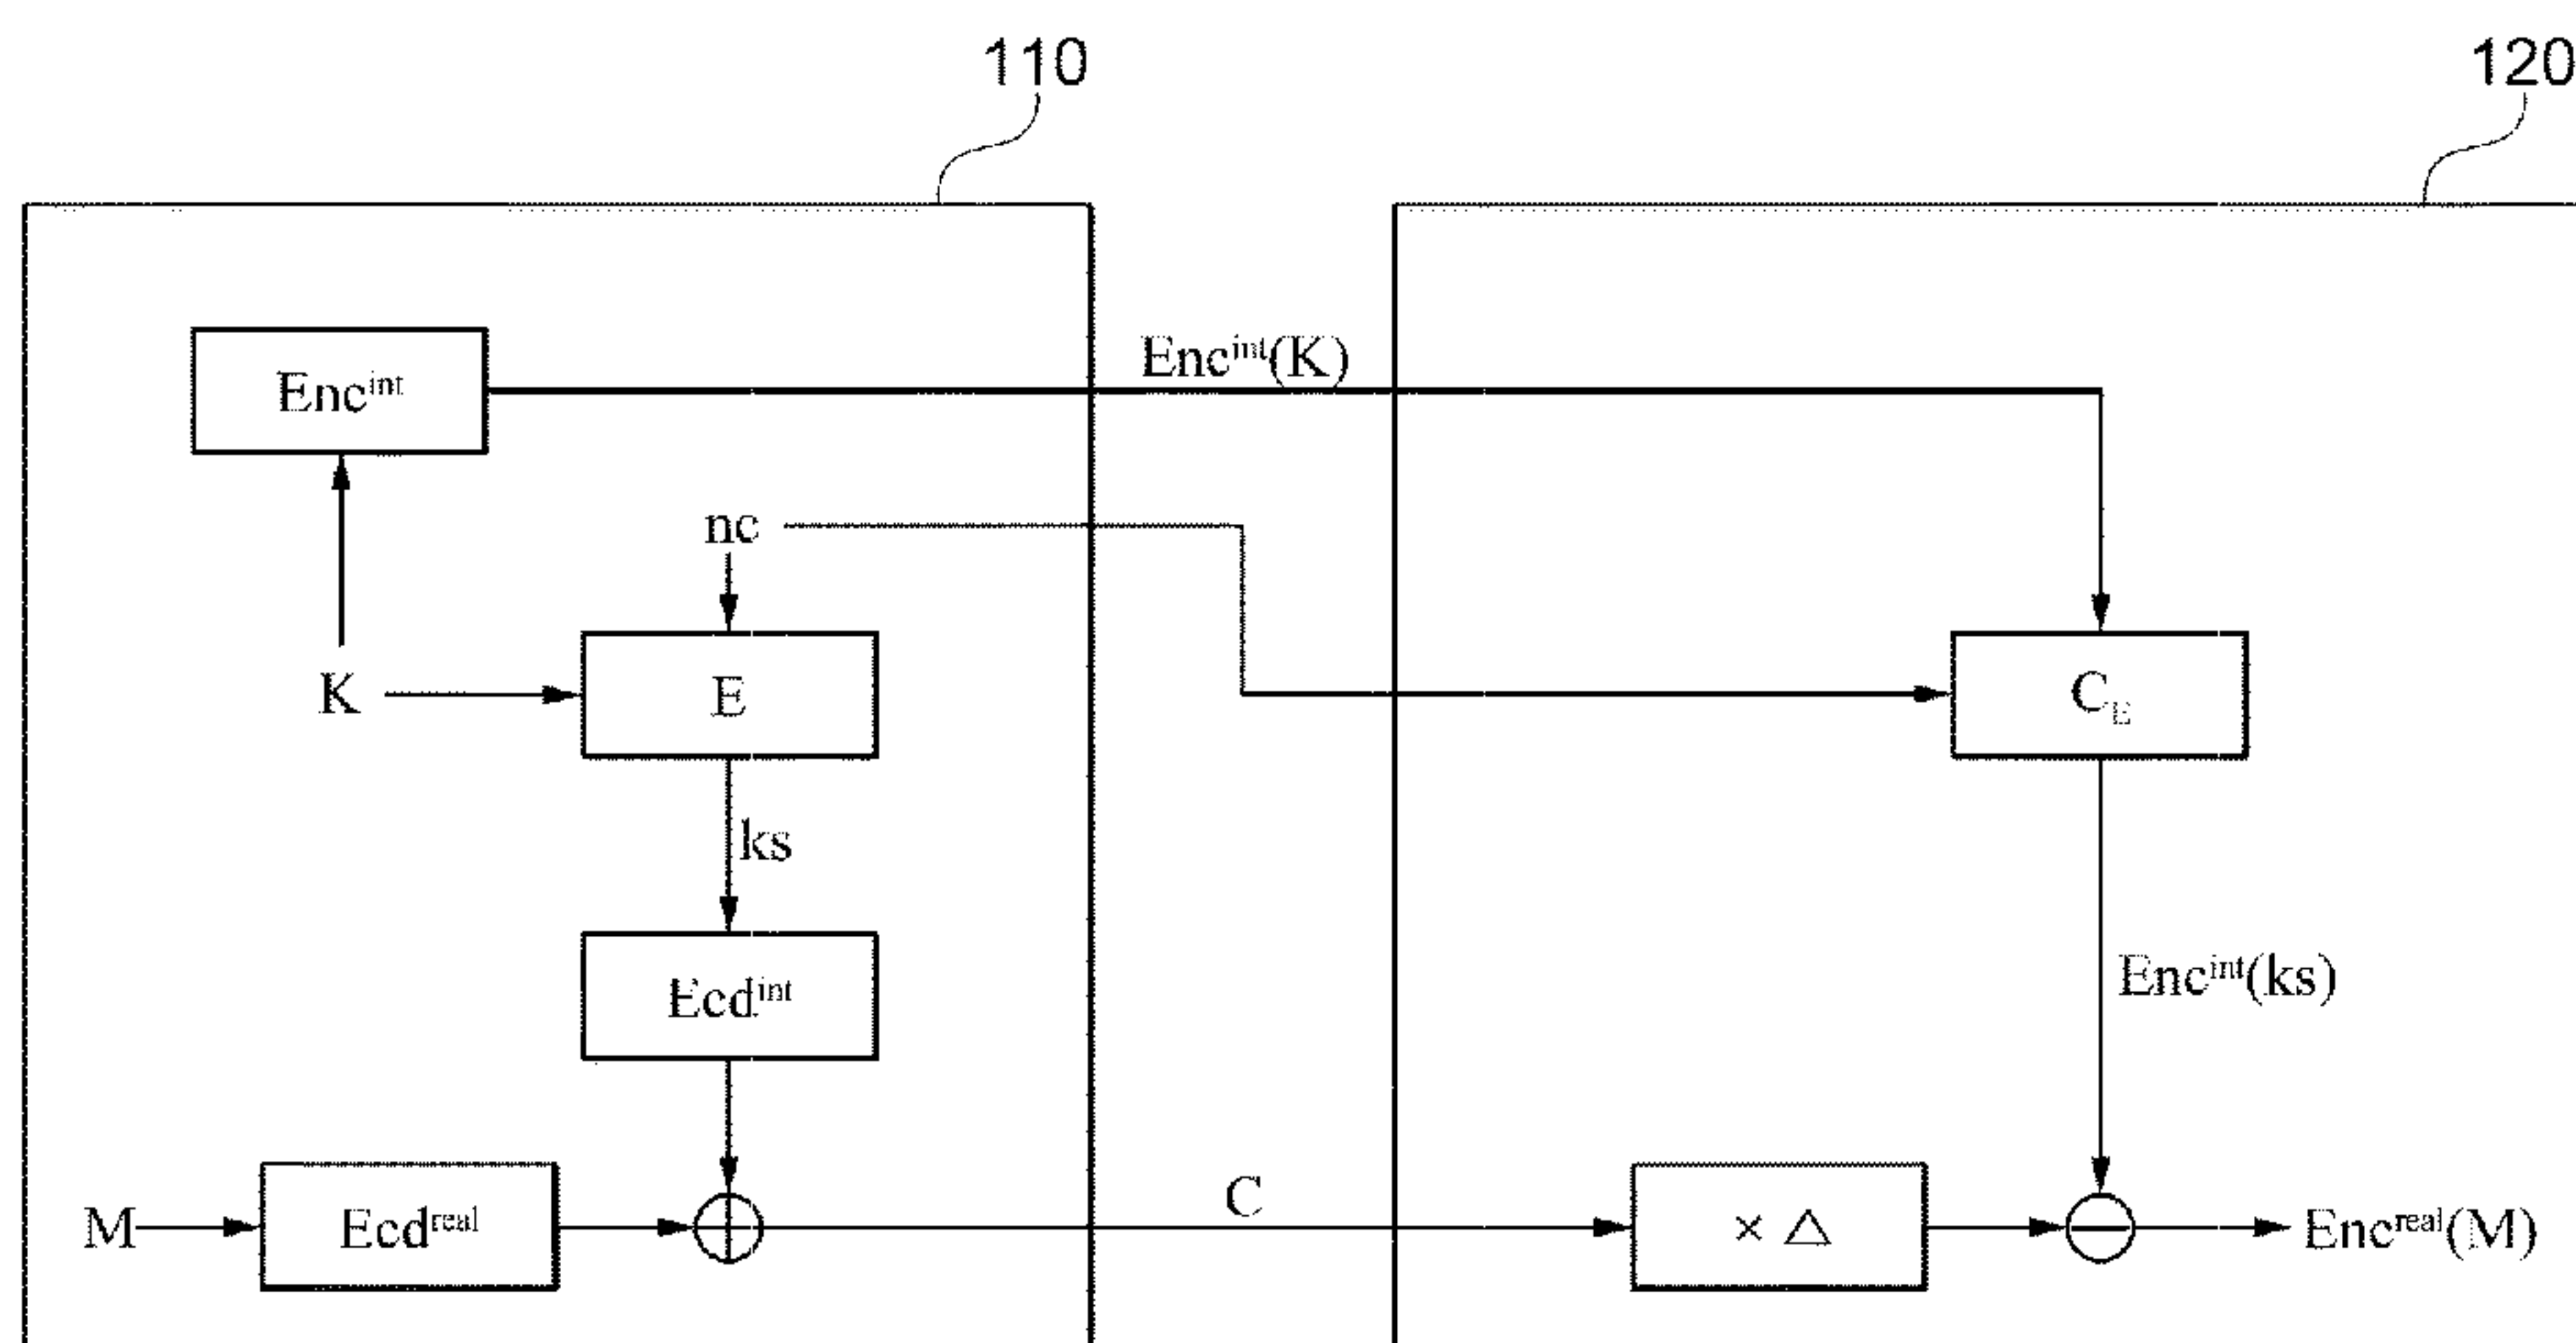 110
120
Enc^int
Enc^int(K)
nc
K
E
C_E
ks
Ecd^int
Enc^int(ks)
M
Ecd^real
C
× △
Enc^real(M)